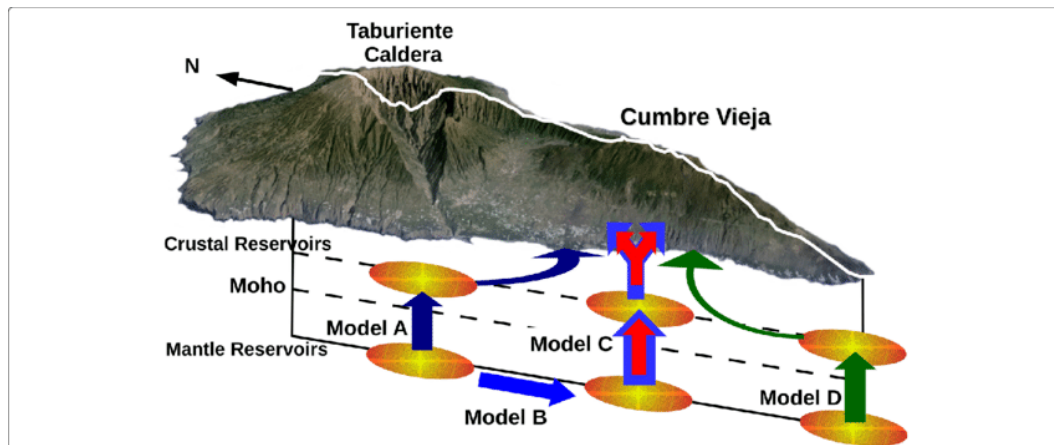 Taburiente
Caldera
N
Cumbre Vieja
Crustal Reservoirs
Moho
Model A
Model C
Mantle Reservoirs
Model D
Model B